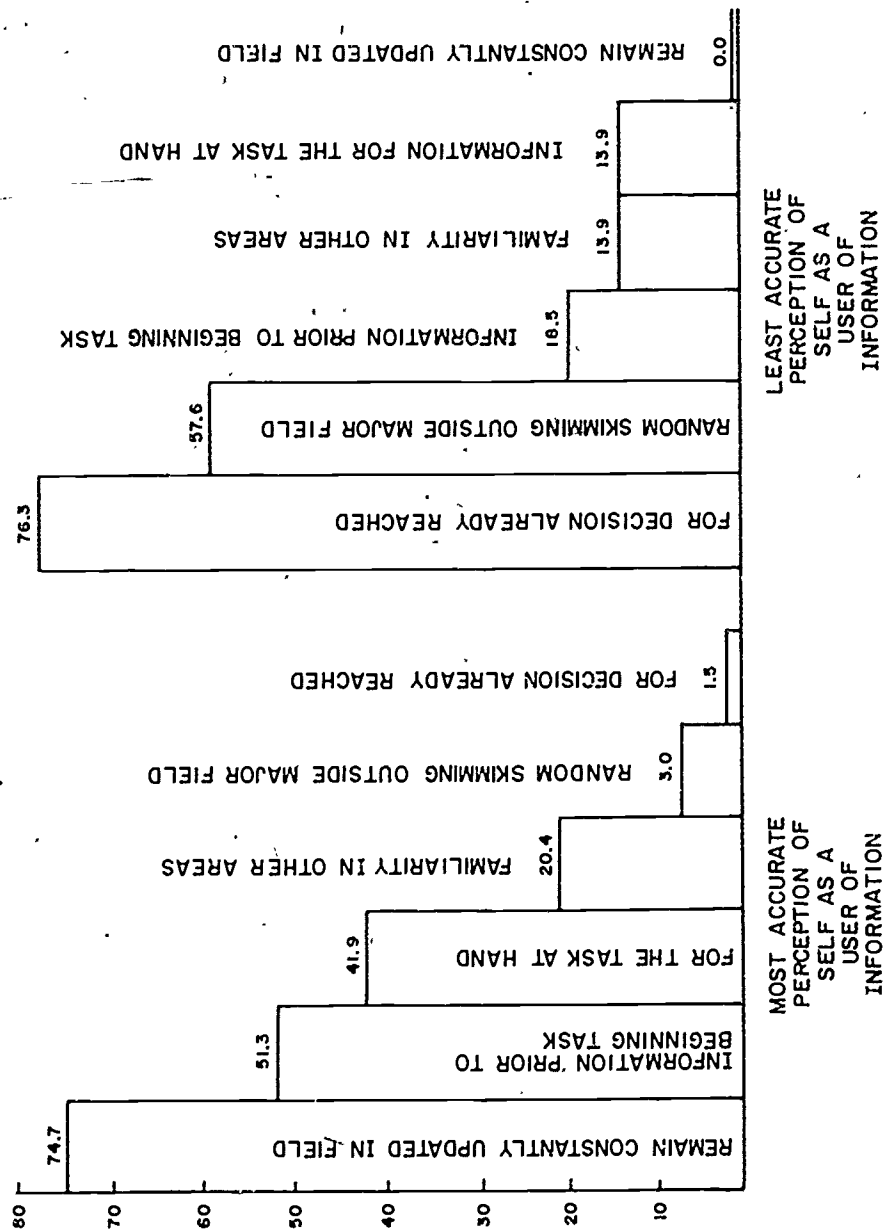 80
70
60
50
40
30
20
10
74.7
REMAIN CONSTANTLY UPDATED IN FIELD
51.3
INFORMATION PRIOR TO
BEGINNING TASK
41.9
FOR THE TASK AT HAND
20.4
FAMILIARITY IN OTHER AREAS
3.0
RANDOM SKIMMING OUTSIDE MAJOR FIELD
1.5
FOR DECISION ALREADY REACHED
MOST ACCURATE
PERCEPTION OF
SELF AS A
USER OF
INFORMATION
76.3
FOR DECISION ALREADY REACHED
57.6
RANDOM SKIMMING OUTSIDE MAJOR FIELD
18.5
INFORMATION PRIOR TO BEGINNING TASK
13.9
FAMILIARITY IN OTHER AREAS
13.9
INFORMATION FOR THE TASK AT HAND
0.0
REMAIN CONSTANTLY UPDATED IN FIELD
LEAST ACCURATE
PERCEPTION OF
SELF AS A
USER OF
INFORMATION